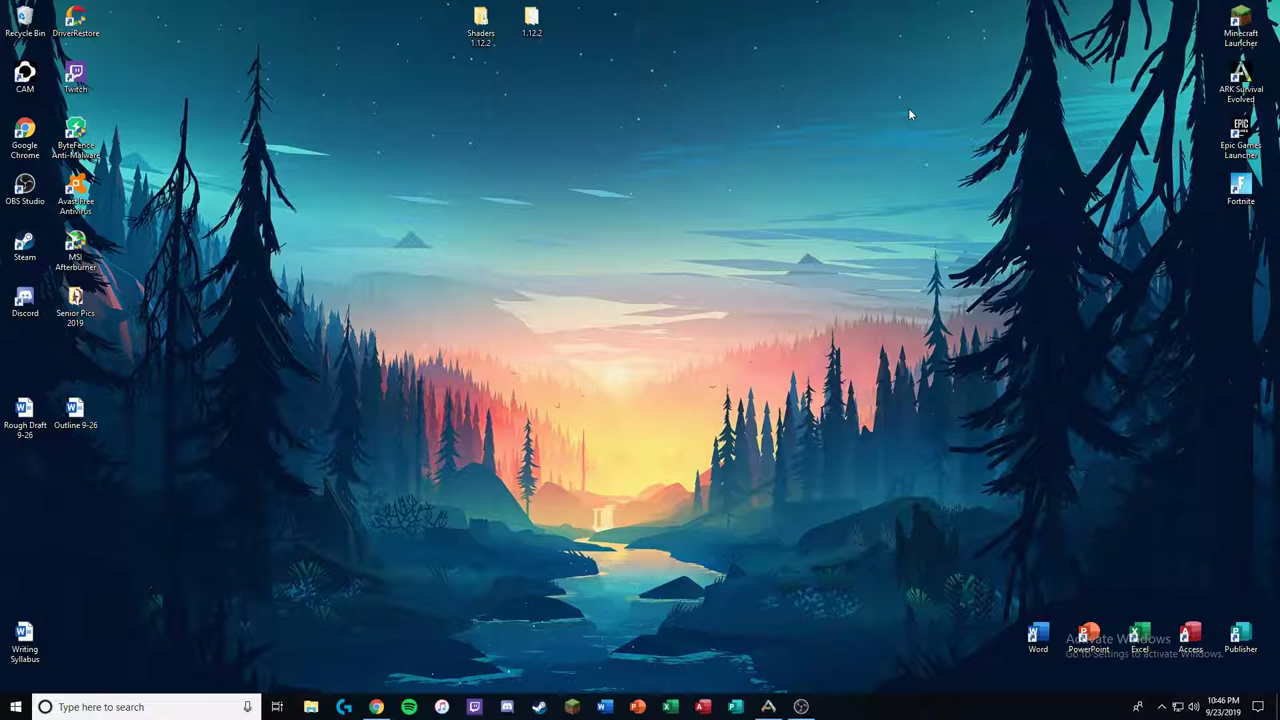 Recycle Bin
DriverRestore
CAM
Twitch
Google
Chrome
ByteFence
Anti-Malware
OBS Studio
Avast Free
Antivirus
Steam
MSI
Afterburner
Discord
Senior Pics
2019
Rough Draft
9-26
Outline 9-26
Writing
Syllabus
Shaders
1.12.2
1.12.2
Minecraft
Launcher
ARK Survival
Evolved
EPIC
GAMES
Epic Games
Launcher
Fortnite
Word
PowerPoint
Excel
Access
Publisher
Activate Windows
Go to Settings to activate Windows.
Type here to search
10:46 PM
9/23/2019